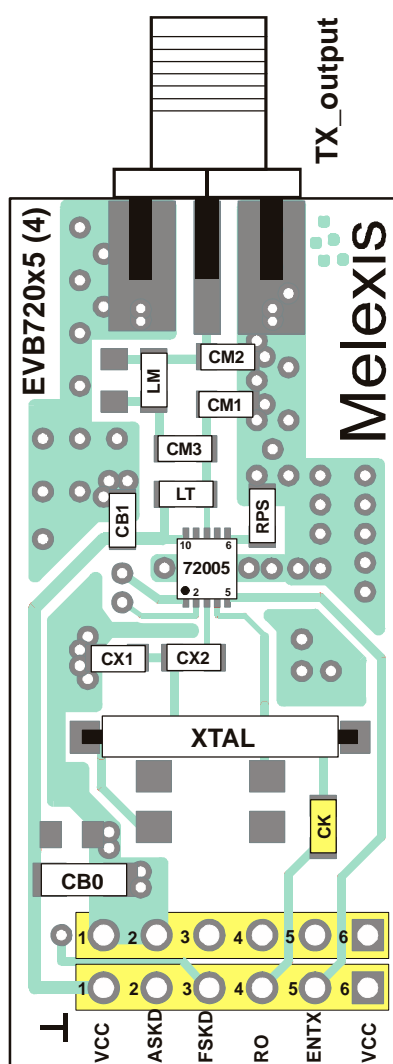 TX_output
EVB720x5 (4)
Melexis
CM2
LM
CM1
CM3
LT
CB1
RPS
10 6
72005
2 5
CX1 CX2
XTAL
CK
CB0
1 2 3 4 5 6
1 2 3 4 5 6
VCC
ASKD
FSKD
RO
ENTX
VCC